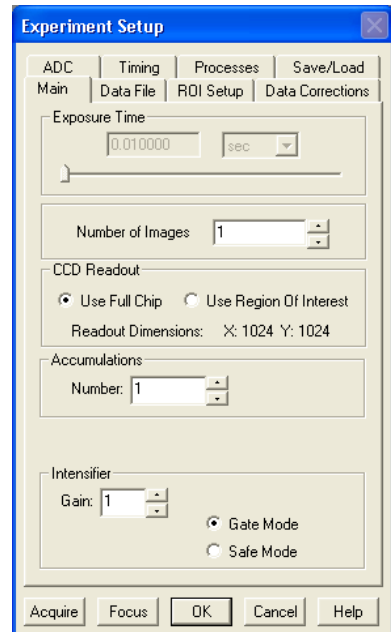 Experiment Setup
ADC Timing Processes Save/Load
Main Data File ROI Setup Data Corrections
Exposure Time
0.010000 sec
Number of Images 1
CCD Readout
Use Full Chip Use Region Of Interest
Readout Dimensions: X: 1024 Y: 1024
Accumulations
Number: 1
Intensifier
Gain: 1
Gate Mode
Safe Mode
Acquire Focus OK Cancel Help